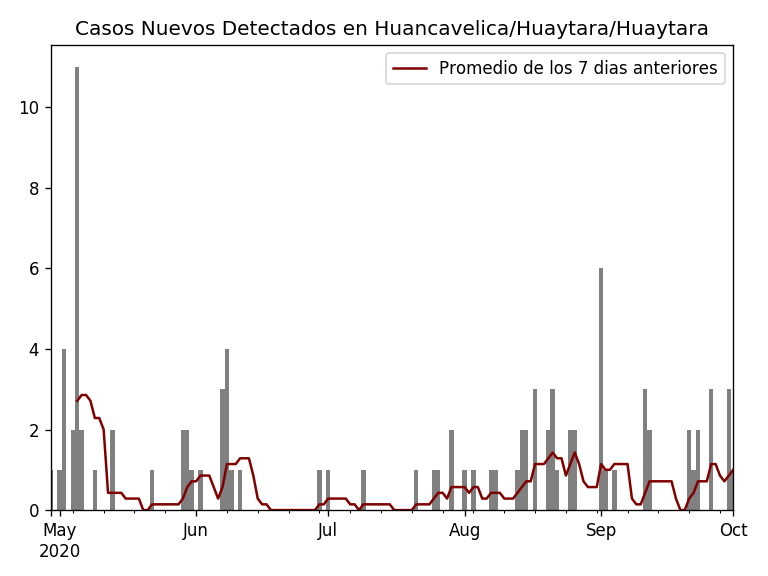 Casos Nuevos Detectados en Huancavelica/Huaytara/Huaytara
Promedio de los 7 dias anteriores
10
8
6
4
2
0
May Jun Jul Aug Sep Oct
2020